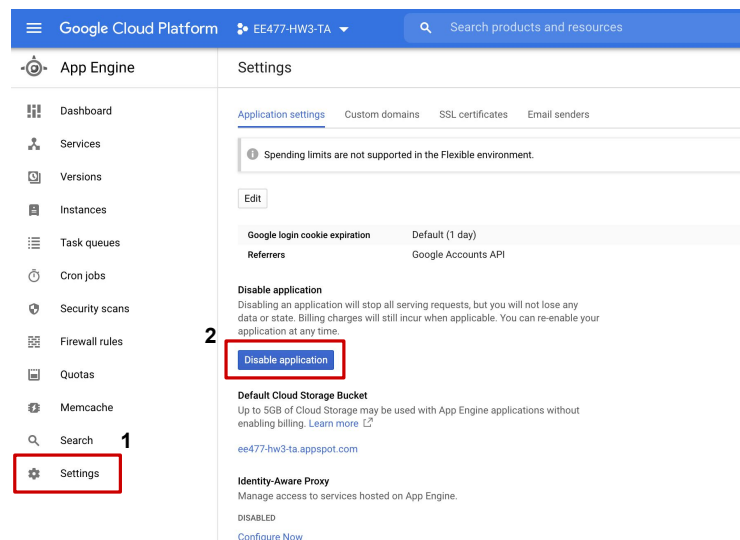 Google Cloud Platform
EE477-HW3-TA
Search products and resources
App Engine
Settings
Dashboard
Services
Versions
Instances
Task queues
Cron jobs
Security scans
Firewall rules
Quotas
Memcache
Search
1
Settings
Application settings
Custom domains
SSL certificates
Email senders
Spending limits are not supported in the Flexible environment.
Edit
Google login cookie expiration Default (1 day)
Referrers Google Accounts API
Disable application
Disabling an application will stop all serving requests, but you will not lose any
data or state. Billing charges will still incur when applicable. You can re-enable your
application at any time.
2
Disable application
Default Cloud Storage Bucket
Up to 5GB of Cloud Storage may be used with App Engine applications without
enabling billing. Learn more
ee477-hw3-ta.appspot.com
Identity-Aware Proxy
Manage access to services hosted on App Engine.
DISABLED
Configure Now